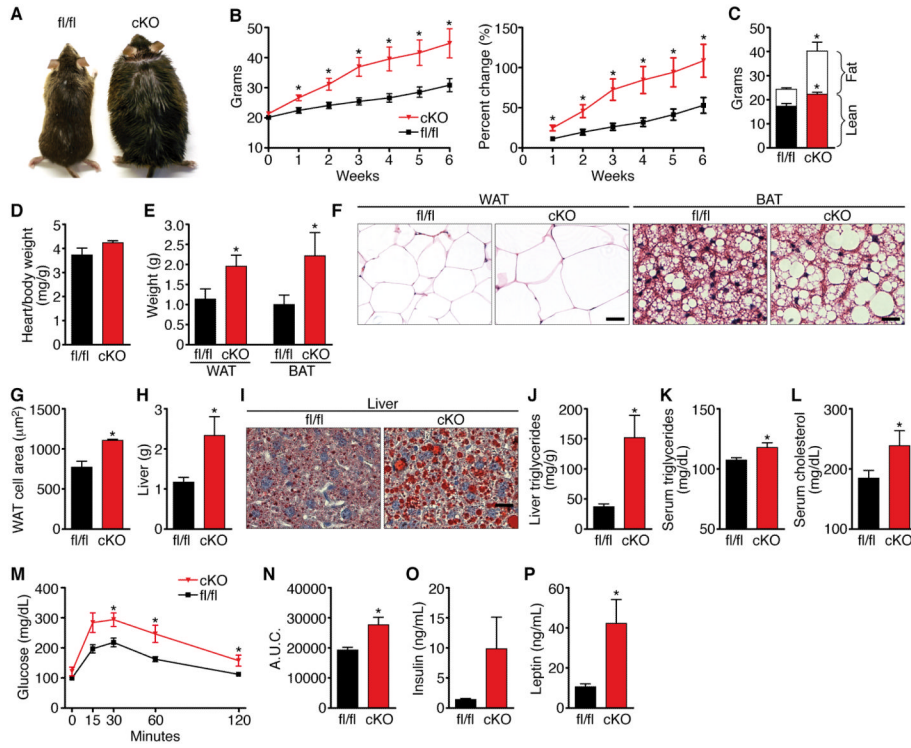 A
fl/fl
cKO
B
Grams
50
40
30
20
10
0
1
2
3
4
5
6
Weeks
* * * * * *
cKO
fl/fl
Percent change (%)
150
100
50
0
1
2
3
4
5
6
Weeks
* * * * * *
C
Grams
50
40
30
20
10
0
*
*
Fat
Lean
fl/fl
cKO
D
Heart/body weight
(mg/g)
6
5
4
3
2
1
0
fl/fl
cKO
E
Weight (g)
3.0
2.5
2.0
1.5
1.0
0.5
0
*
*
fl/fl cKO
fl/fl cKO
WAT
BAT
F
WAT
BAT
fl/fl
cKO
fl/fl
cKO
G
WAT cell area (μm²)
1500
1000
500
0
*
fl/fl cKO
H
Liver (g)
3
2
1
0
*
fl/fl cKO
I
Liver
fl/fl
cKO
J
Liver triglycerides
(mg/g)
200
150
100
50
0
*
fl/fl cKO
K
Serum triglycerides
(mg/dL)
200
150
100
*
fl/fl cKO
L
Serum cholesterol
(mg/dL)
300
200
100
*
fl/fl cKO
M
Glucose (mg/dL)
400
300
200
100
0
0
15
30
60
120
Minutes
cKO
fl/fl
* * *
N
A.U.C.
40000
30000
20000
10000
0
*
fl/fl cKO
O
Insulin (ng/mL)
20
15
10
5
0
fl/fl cKO
P
Leptin (ng/mL)
60
40
20
0
*
fl/fl cKO